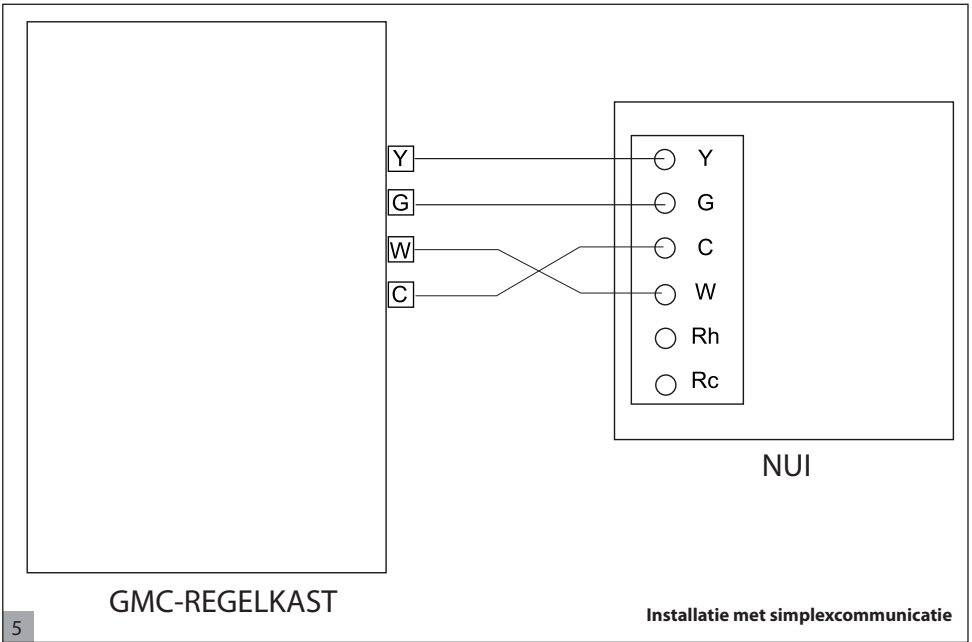 Y
G
W
C
Y
G
C
W
Rh
Rc
NUI
GMC-REGELKAST
Installatie met simplexcommunicatie
5